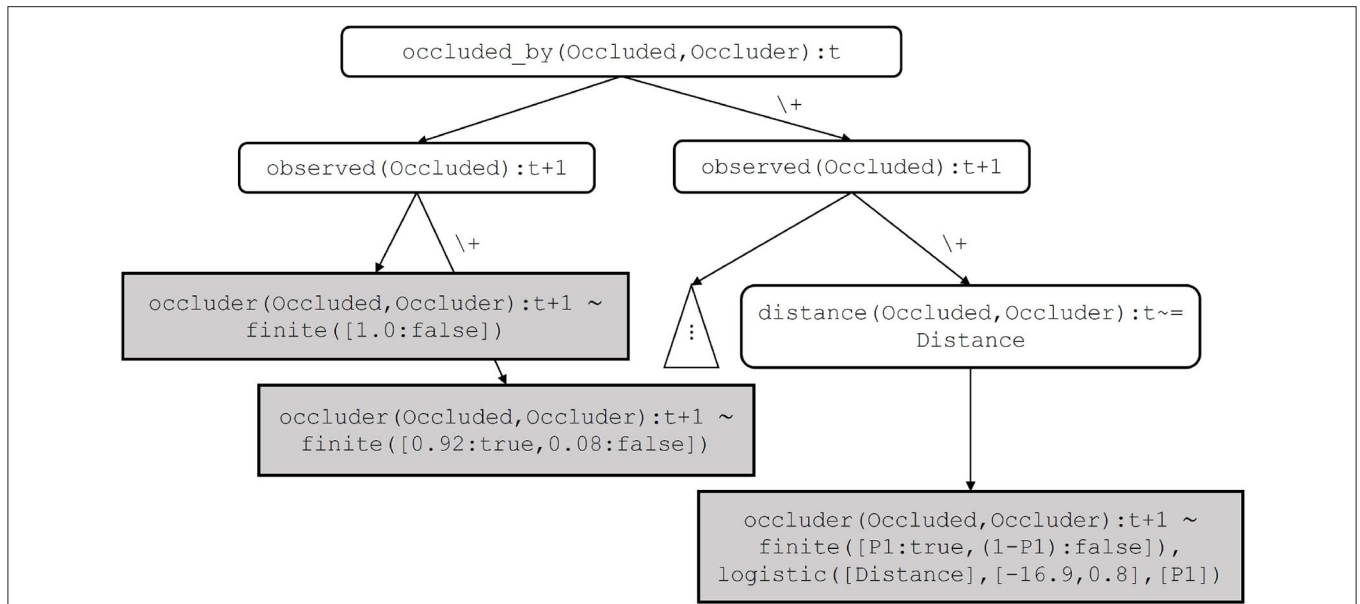 occluded_by(Occluded,Occluder):t
\+
observed(Occluded):t+1
observed(Occluded):t+1
\+
\+
occluder(Occluded,Occluder):t+1 ~
finite([1.0:false])
⋮
distance(Occluded,Occluder):t~=
Distance
occluder(Occluded,Occluder):t+1 ~
finite([0.92:true,0.08:false])
occluder(Occluded,Occluder):t+1 ~
finite([P1:true,(1-P1):false]),
logistic([Distance],[-16.9,0.8],[P1])